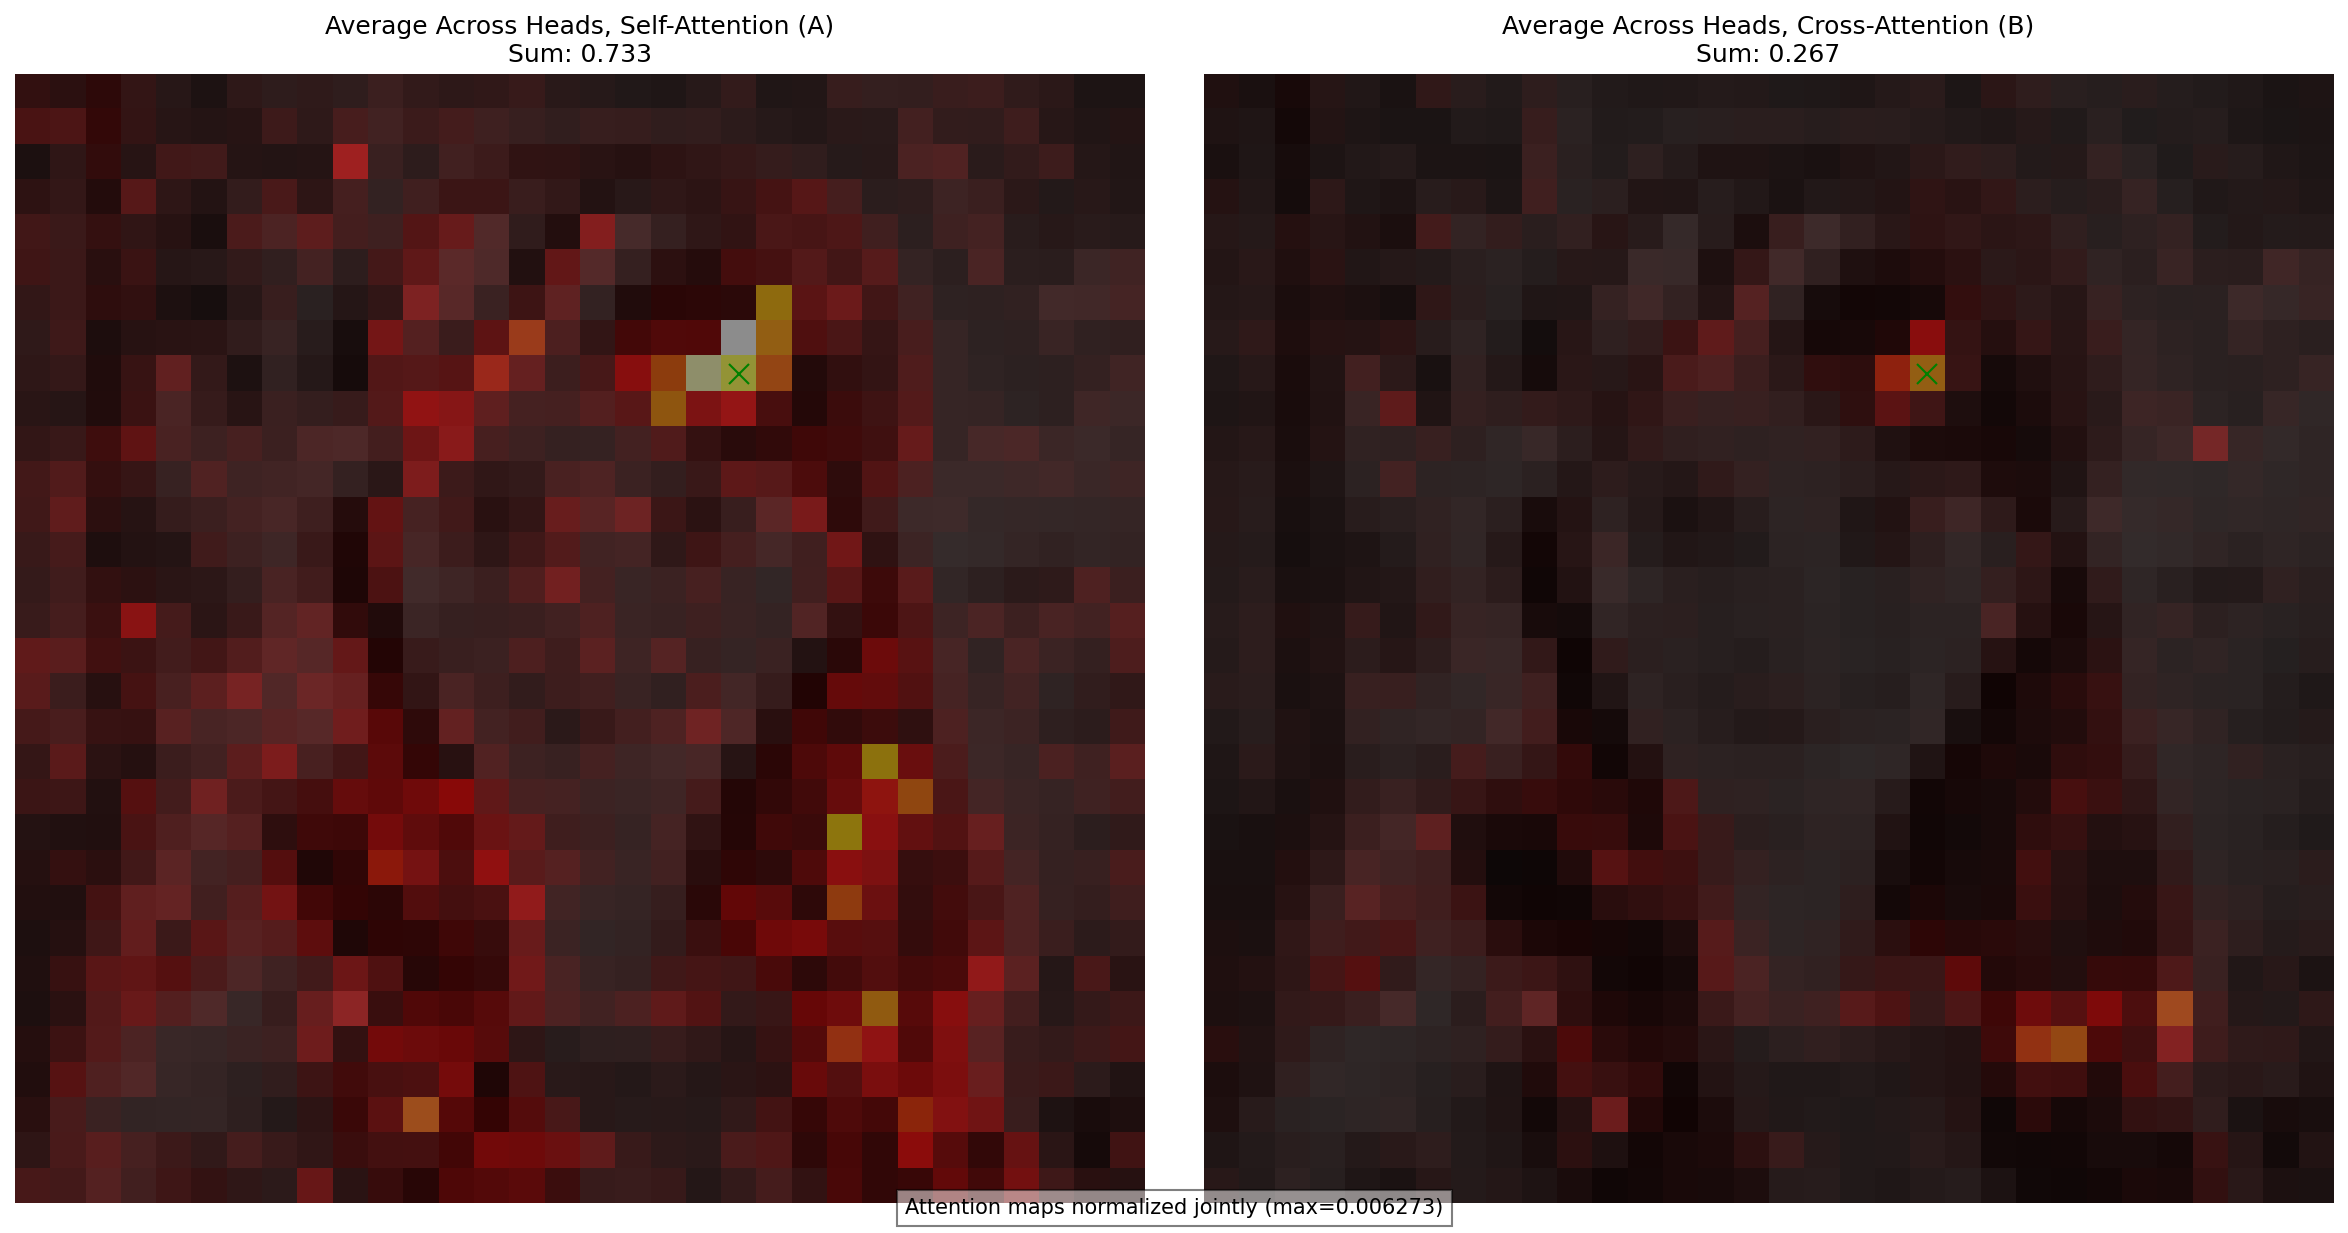 Average Across Heads, Self-Attention (A)
Sum: 0.733
Average Across Heads, Cross-Attention (B)
Sum: 0.267
Attention maps normalized jointly (max=0.006273)